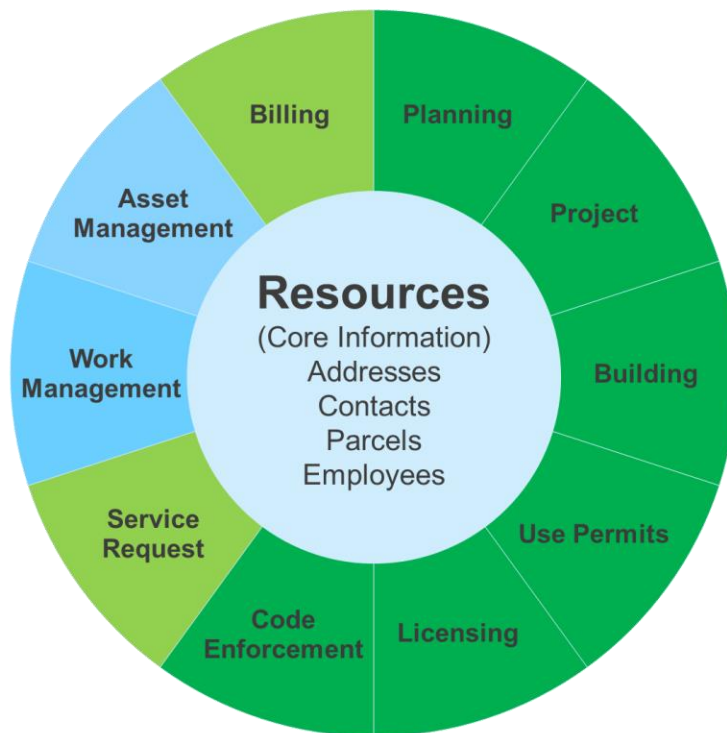 Billing
Planning
Asset
Management
Project
Resources
(Core Information)
Addresses
Contacts
Parcels
Employees
Work
Management
Building
Service
Request
Use Permits
Code
Enforcement
Licensing